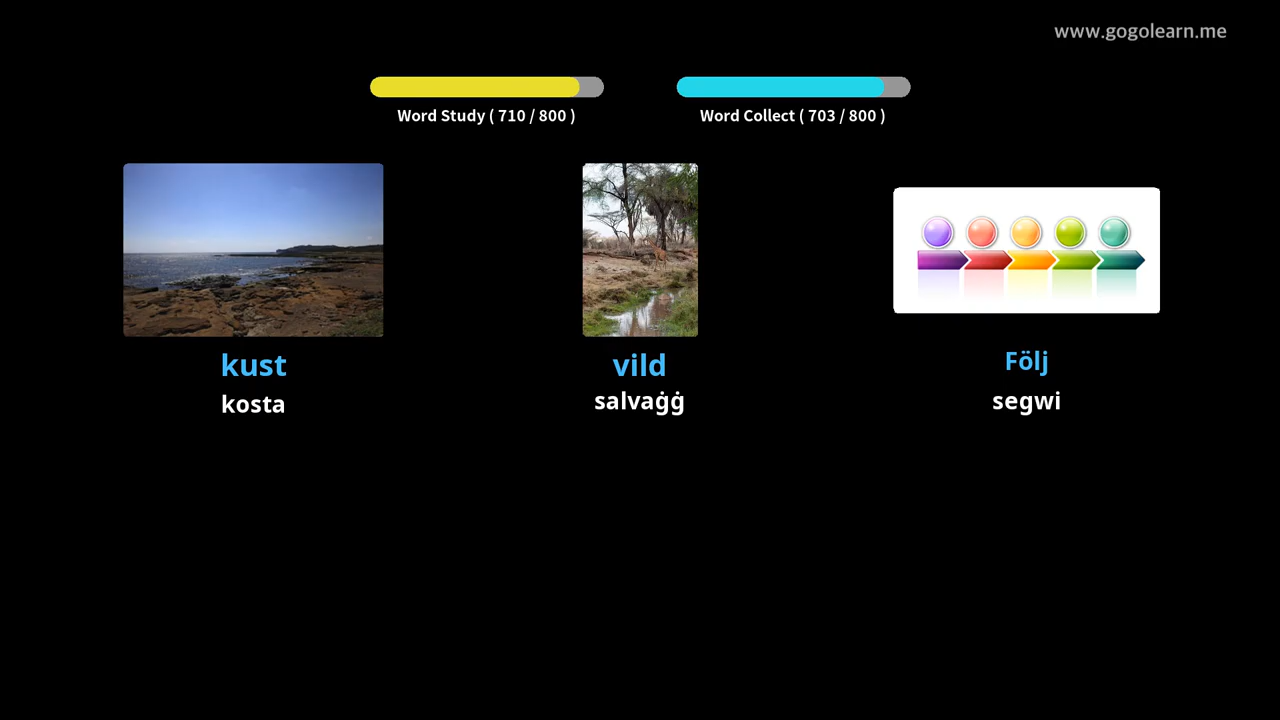 www.gogolearn.me
Word Study ( 710 / 800 )
Word Collect ( 703 / 800 )
kust
kosta
vild
salvaġġ
Följ
segwi